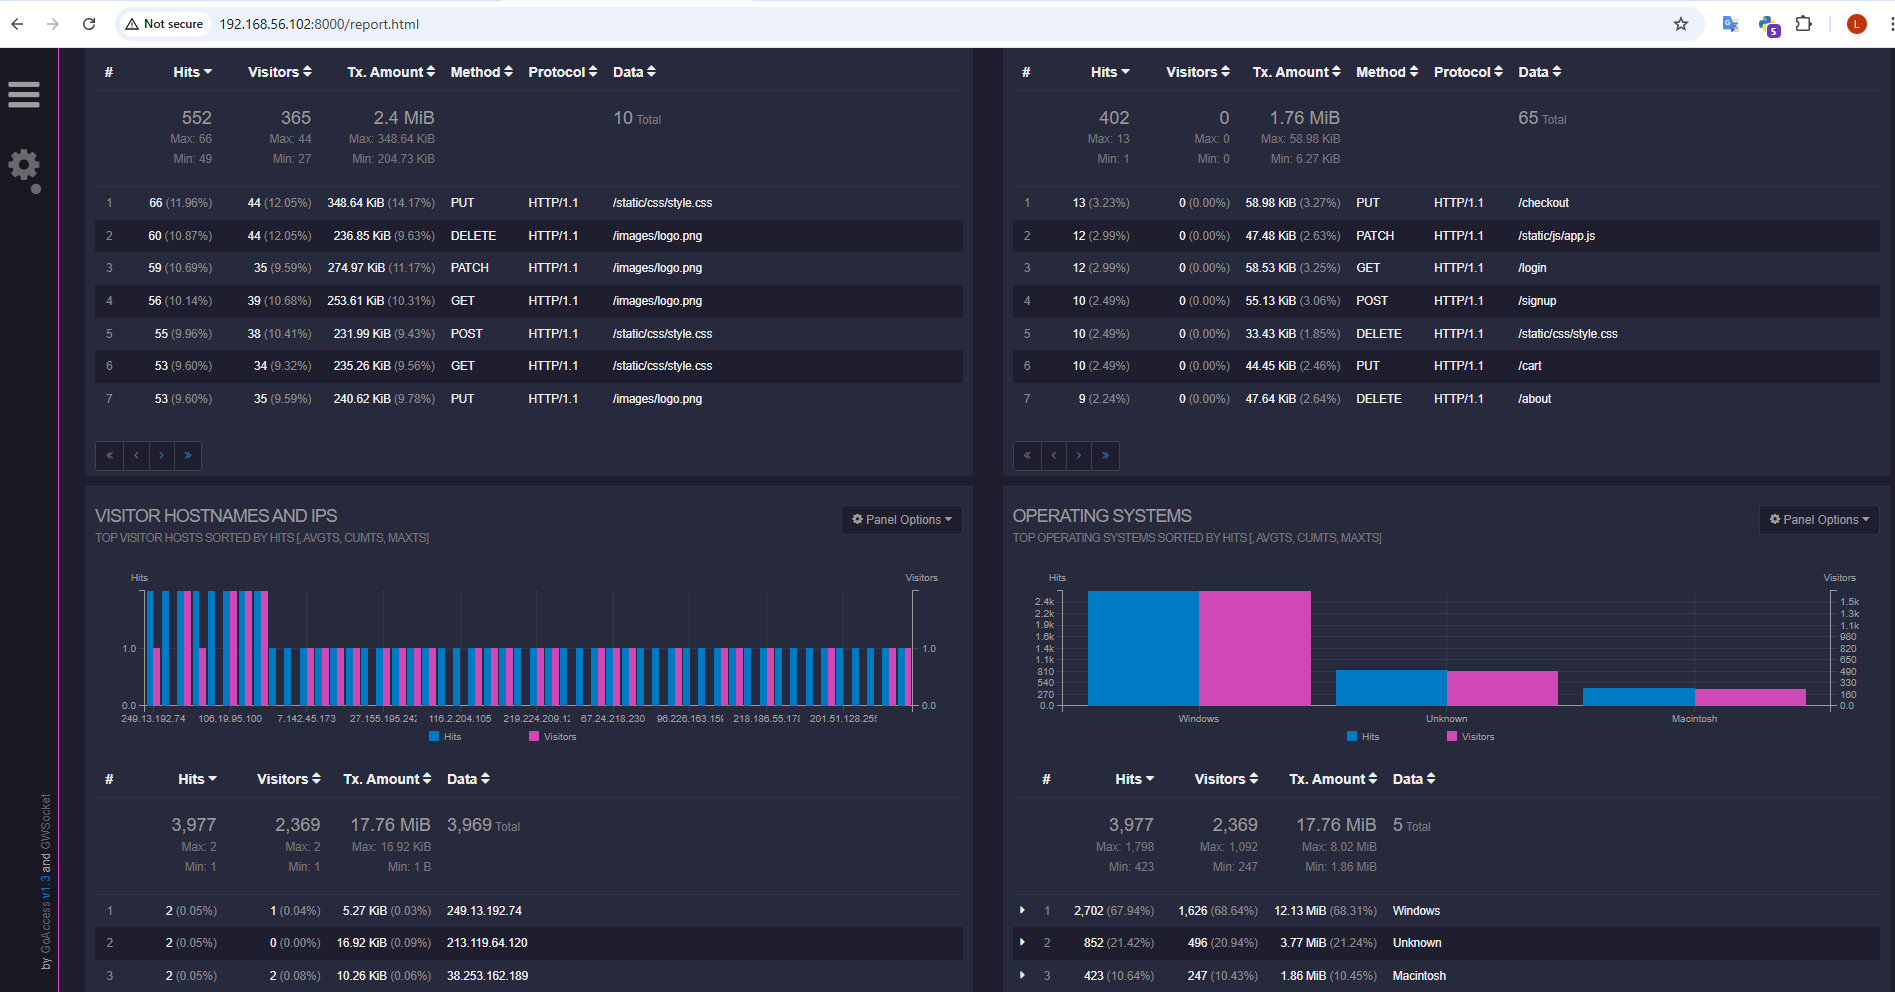 Not secure 192.168.56.102:8000/report.html
5
L
# Hits Visitors Tx. Amount Method Protocol Data
552 365 2.4 MiB 10 Total
Max: 66 Max: 44 Max: 348.64 KiB
Min: 49 Min: 27 Min: 204.73 KiB
1 66 (11.96%) 44 (12.05%) 348.64 KiB (14.17%) PUT HTTP/1.1 /static/css/style.css
2 60 (10.87%) 44 (12.05%) 236.85 KiB (9.63%) DELETE HTTP/1.1 /images/logo.png
3 59 (10.69%) 35 (9.59%) 274.97 KiB (11.17%) PATCH HTTP/1.1 /images/logo.png
4 56 (10.14%) 39 (10.68%) 253.61 KiB (10.31%) GET HTTP/1.1 /images/logo.png
5 55 (9.96%) 38 (10.41%) 231.99 KiB (9.43%) POST HTTP/1.1 /static/css/style.css
6 53 (9.60%) 34 (9.32%) 235.26 KiB (9.56%) GET HTTP/1.1 /static/css/style.css
7 53 (9.60%) 35 (9.59%) 240.62 KiB (9.78%) PUT HTTP/1.1 /images/logo.png
« ‹ › »
# Hits Visitors Tx. Amount Method Protocol Data
402 0 1.76 MiB 65 Total
Max: 13 Max: 0 Max: 58.98 KiB
Min: 1 Min: 0 Min: 6.27 KiB
1 13 (3.23%) 0 (0.00%) 58.98 KiB (3.27%) PUT HTTP/1.1 /checkout
2 12 (2.99%) 0 (0.00%) 47.48 KiB (2.63%) PATCH HTTP/1.1 /static/js/app.js
3 12 (2.99%) 0 (0.00%) 58.53 KiB (3.25%) GET HTTP/1.1 /login
4 10 (2.49%) 0 (0.00%) 55.13 KiB (3.06%) POST HTTP/1.1 /signup
5 10 (2.49%) 0 (0.00%) 33.43 KiB (1.85%) DELETE HTTP/1.1 /static/css/style.css
6 10 (2.49%) 0 (0.00%) 44.45 KiB (2.46%) PUT HTTP/1.1 /cart
7 9 (2.24%) 0 (0.00%) 47.64 KiB (2.64%) DELETE HTTP/1.1 /about
« ‹ › »
VISITOR HOSTNAMES AND IPS
Panel Options
TOP VISITOR HOSTS SORTED BY HITS [, AVGTS, CUMTS, MAXTS]
Hits Visitors
1.0 1.0
0.0 0.0
249.13.192.74 106.19.95.100 7.142.45.173 27.155.195.242 116.2.204.105 219.224.209.12 67.24.218.230 96.226.163.15 218.186.55.178 201.51.128.255
Hits Visitors
# Hits Visitors Tx. Amount Data
3,977 2,369 17.76 MiB 3,969 Total
Max: 2 Max: 2 Max: 16.92 KiB
Min: 1 Min: 1 Min: 1 B
1 2 (0.05%) 1 (0.04%) 5.27 KiB (0.03%) 249.13.192.74
2 2 (0.05%) 0 (0.00%) 16.92 KiB (0.09%) 213.119.64.120
3 2 (0.05%) 2 (0.08%) 10.26 KiB (0.06%) 38.253.162.189
OPERATING SYSTEMS
Panel Options
TOP OPERATING SYSTEMS SORTED BY HITS [, AVGTS, CUMTS, MAXTS]
Hits Visitors
2.4k 1.5k
2.2k 1.3k
1.9k 1.1k
1.6k 980
1.4k 820
1.1k 650
810 490
540 330
270 160
0.0 0.0
Windows Unknown Macintosh
Hits Visitors
# Hits Visitors Tx. Amount Data
3,977 2,369 17.76 MiB 5 Total
Max: 1,798 Max: 1,092 Max: 8.02 MiB
Min: 423 Min: 247 Min: 1.86 MiB
1 2,702 (67.94%) 1,626 (68.64%) 12.13 MiB (68.31%) Windows
2 852 (21.42%) 496 (20.94%) 3.77 MiB (21.24%) Unknown
3 423 (10.64%) 247 (10.43%) 1.86 MiB (10.45%) Macintosh
by GoAccess v1.3 and GWSocket